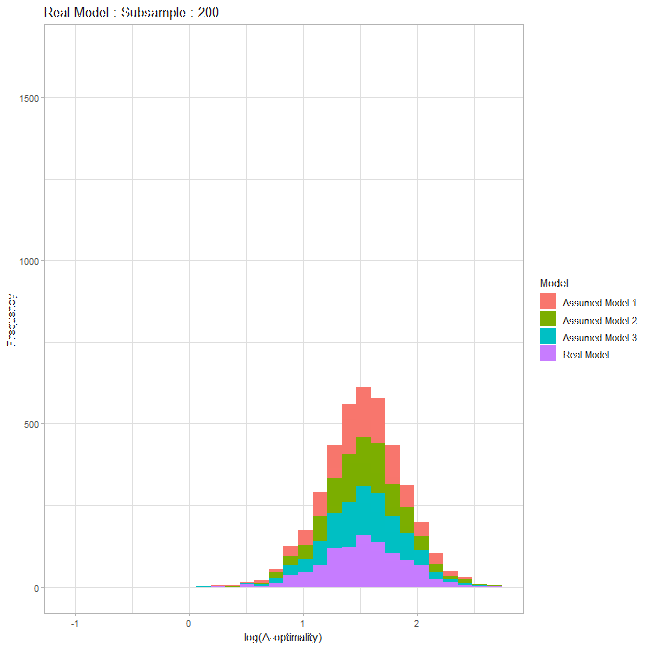 Real Model : Subsample : 200
1500
1000
500
0
Frequency
-1
0
1
2
log(A-optimality)
Model
Assumed Model 1
Assumed Model 2
Assumed Model 3
Real Model